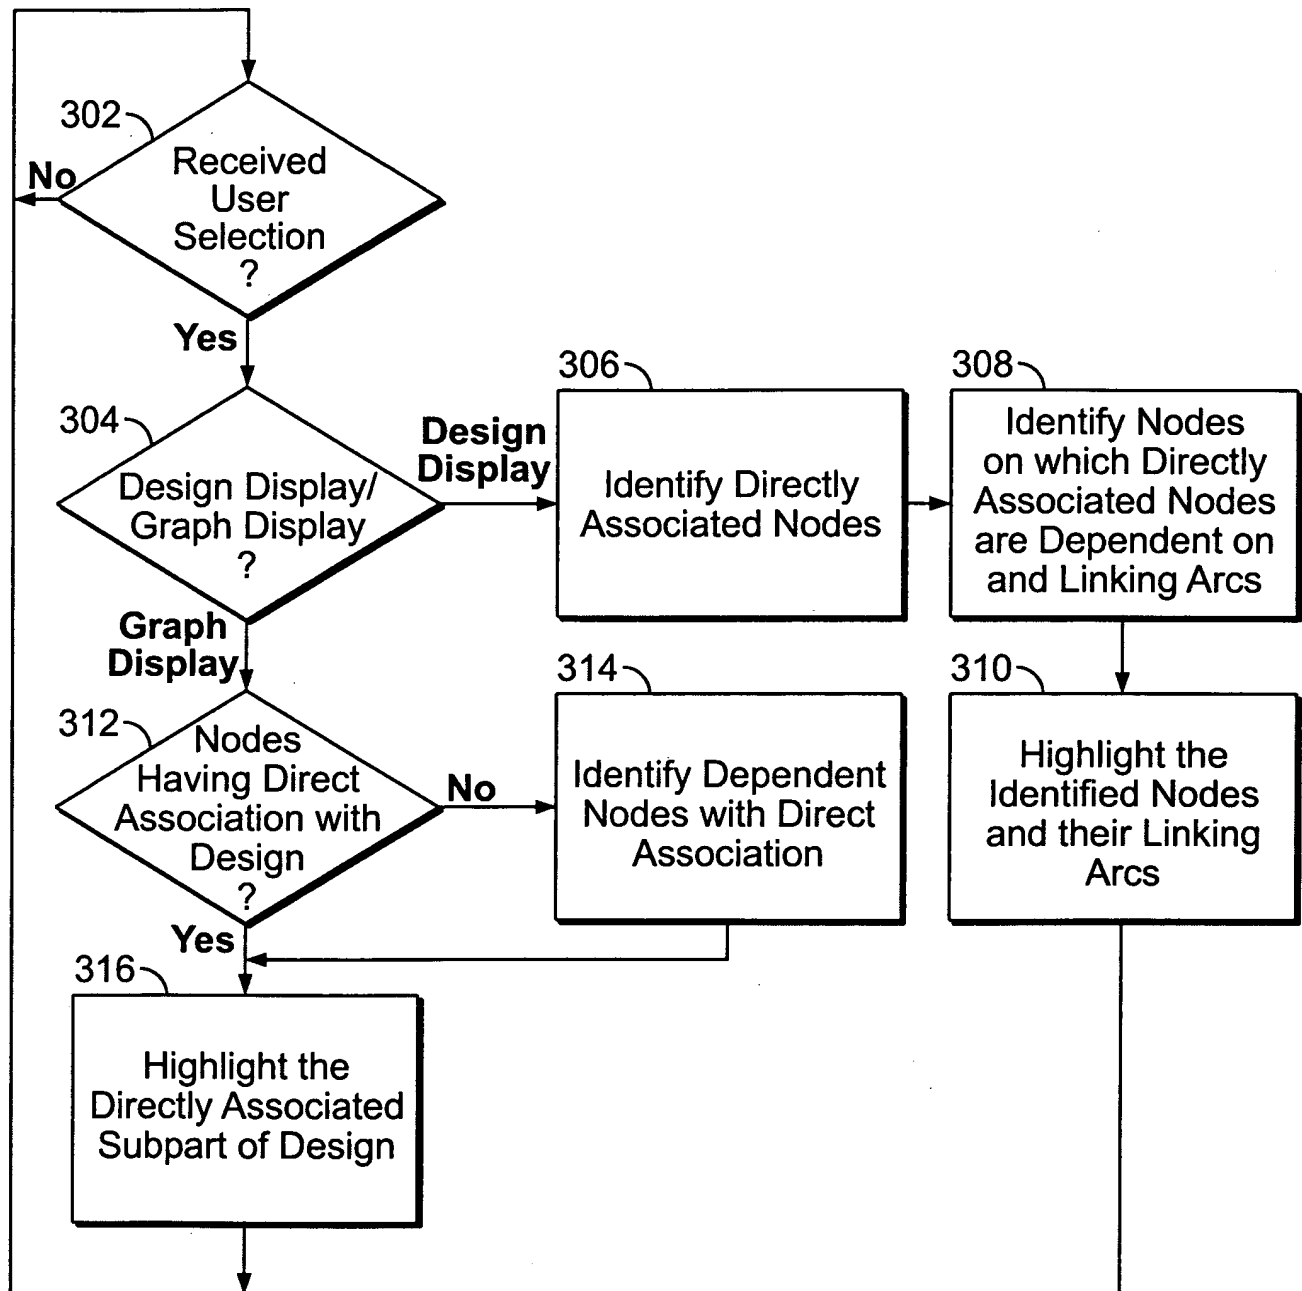 302
No
Received
User
Selection
?
Yes
304
Design Display/
Graph Display
?
Design
Display
306
Identify Directly
Associated Nodes
308
Identify Nodes
on which Directly
Associated Nodes
are Dependent on
and Linking Arcs
Graph
Display
312
Nodes
Having Direct
Association with
Design
?
No
314
Identify Dependent
Nodes with Direct
Association
310
Highlight the
Identified Nodes
and their Linking
Arcs
Yes
316
Highlight the
Directly Associated
Subpart of Design